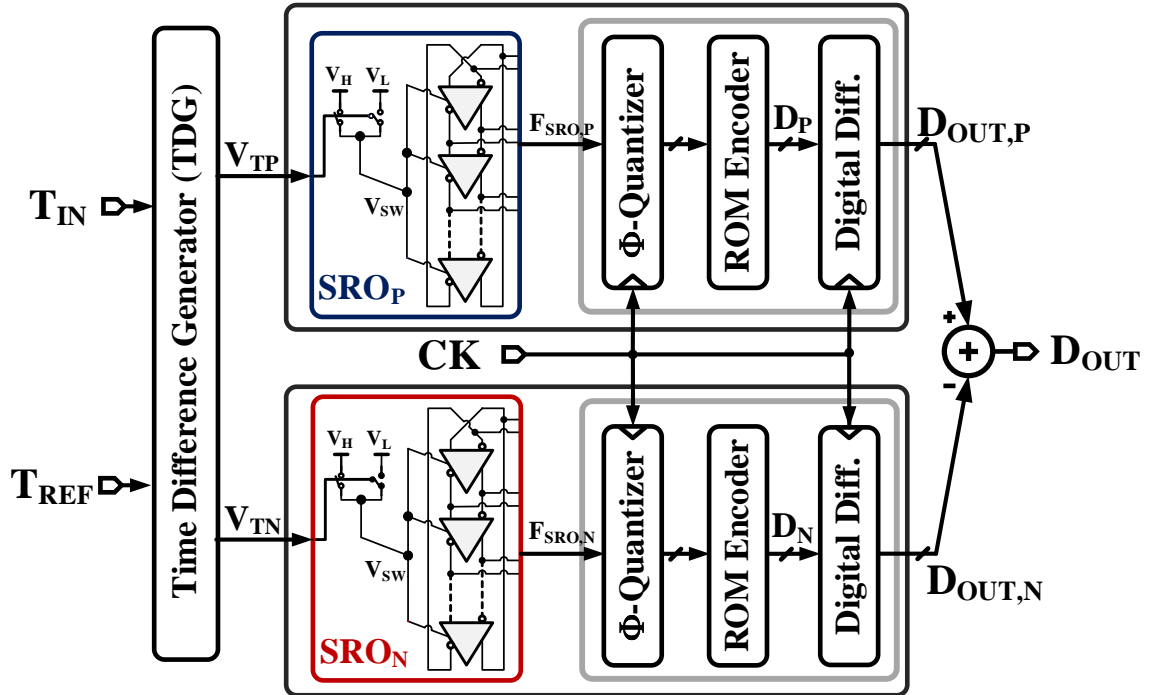 T_IN
T_REF
Time Difference Generator (TDG)
V_TP
V_H
V_L
V_SW
SRO_P
F_SRO,P
Φ-Quantizer
ROM Encoder
D_P
Digital Diff.
D_OUT,P
CK
+
+
−
D_OUT
V_TN
V_H
V_L
V_SW
SRO_N
F_SRO,N
Φ-Quantizer
ROM Encoder
D_N
Digital Diff.
D_OUT,N